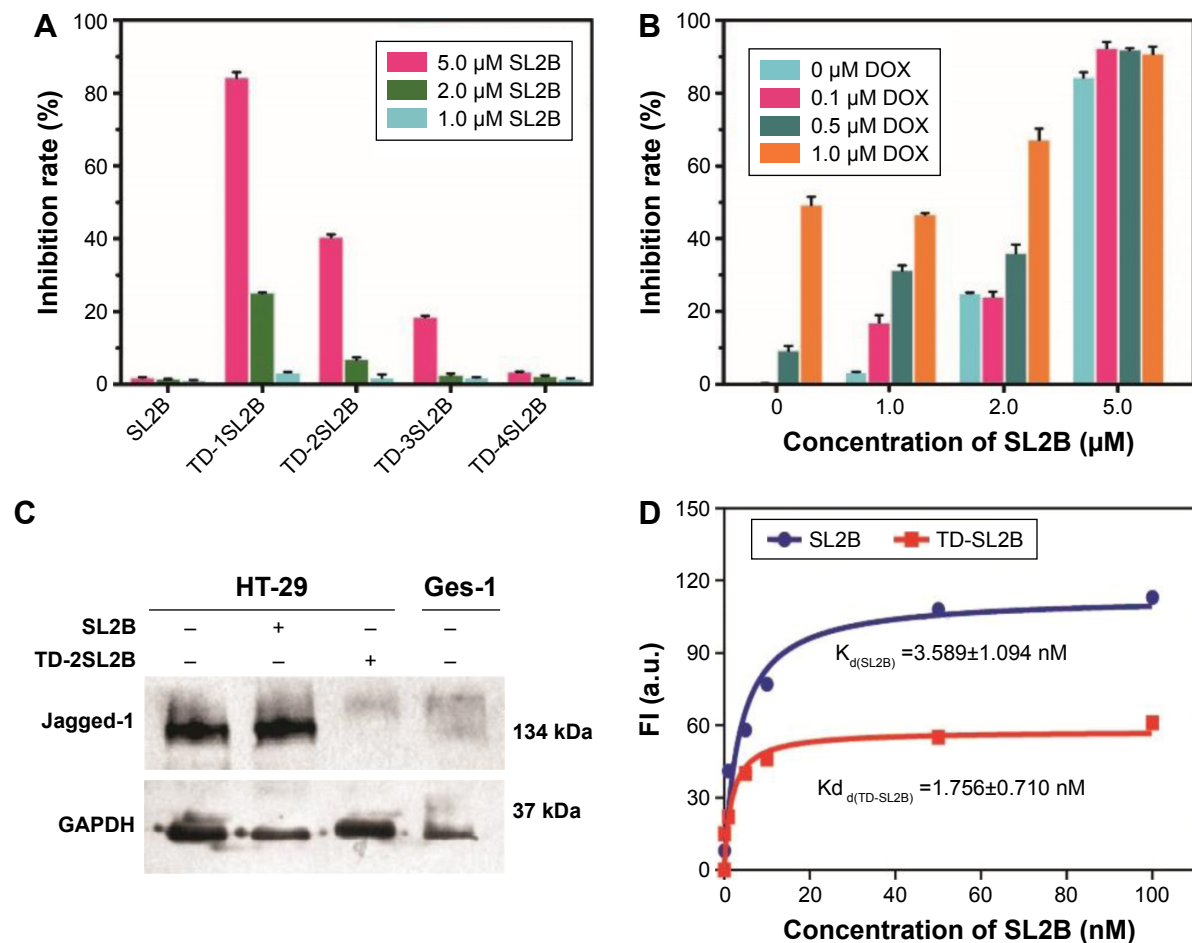 A
Inhibition rate (%)
100
80
60
40
20
0
5.0 µM SL2B
2.0 µM SL2B
1.0 µM SL2B
SL2B
TD-1SL2B
TD-2SL2B
TD-3SL2B
TD-4SL2B
B
Inhibition rate (%)
100
80
60
40
20
0
0 µM DOX
0.1 µM DOX
0.5 µM DOX
1.0 µM DOX
0 1.0 2.0 5.0
Concentration of SL2B (µM)
C
HT-29 Ges-1
SL2B – + – –
TD-2SL2B – – + –
Jagged-1 134 kDa
GAPDH 37 kDa
D
FI (a.u.)
150
120
90
60
30
0
SL2B TD-SL2B
Kd(SL2B) =3.589±1.094 nM
Kd d(TD-SL2B) =1.756±0.710 nM
0 20 40 60 80 100
Concentration of SL2B (nM)